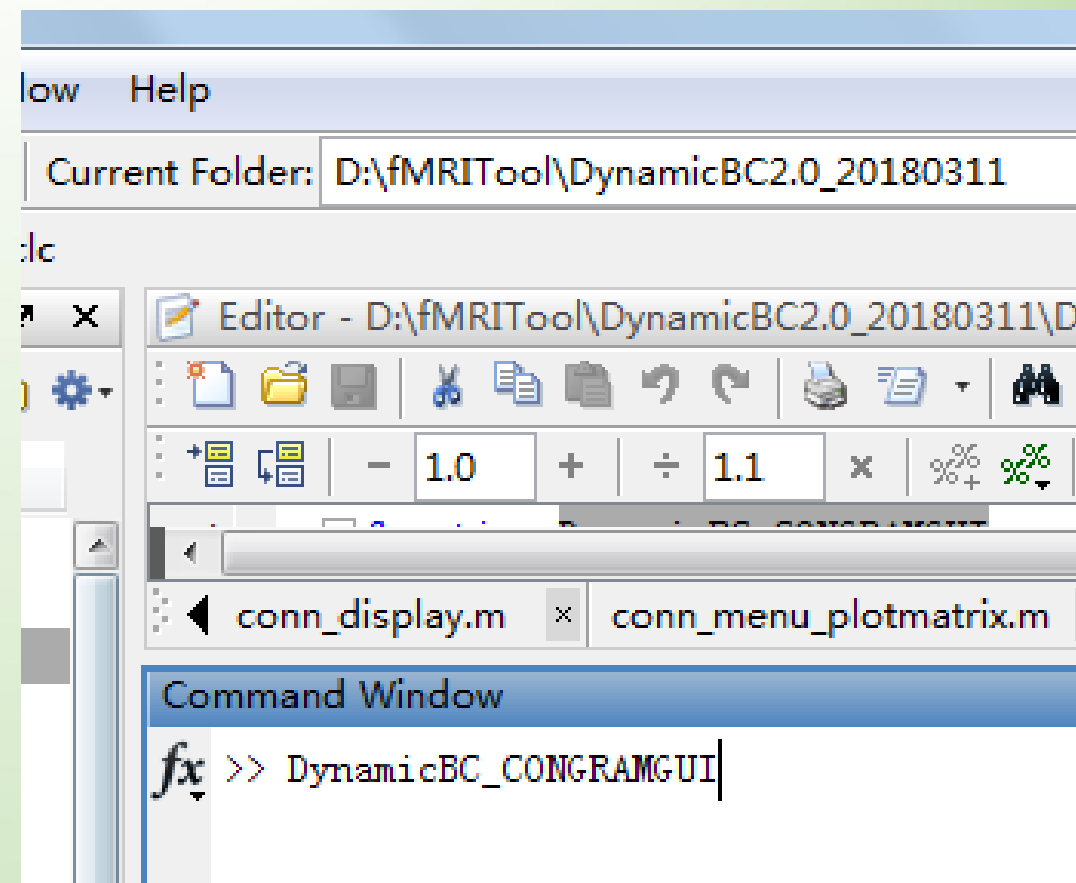 low Help
Current Folder: D:\fMRITool\DynamicBC2.0_20180311
clc
Editor - D:\fMRITool\DynamicBC2.0_20180311\D
1.0 + ÷ 1.1 ×
conn_display.m × conn_menu_plotmatrix.m
Command Window
fx >> DynamicBC_CONGRAMGUI